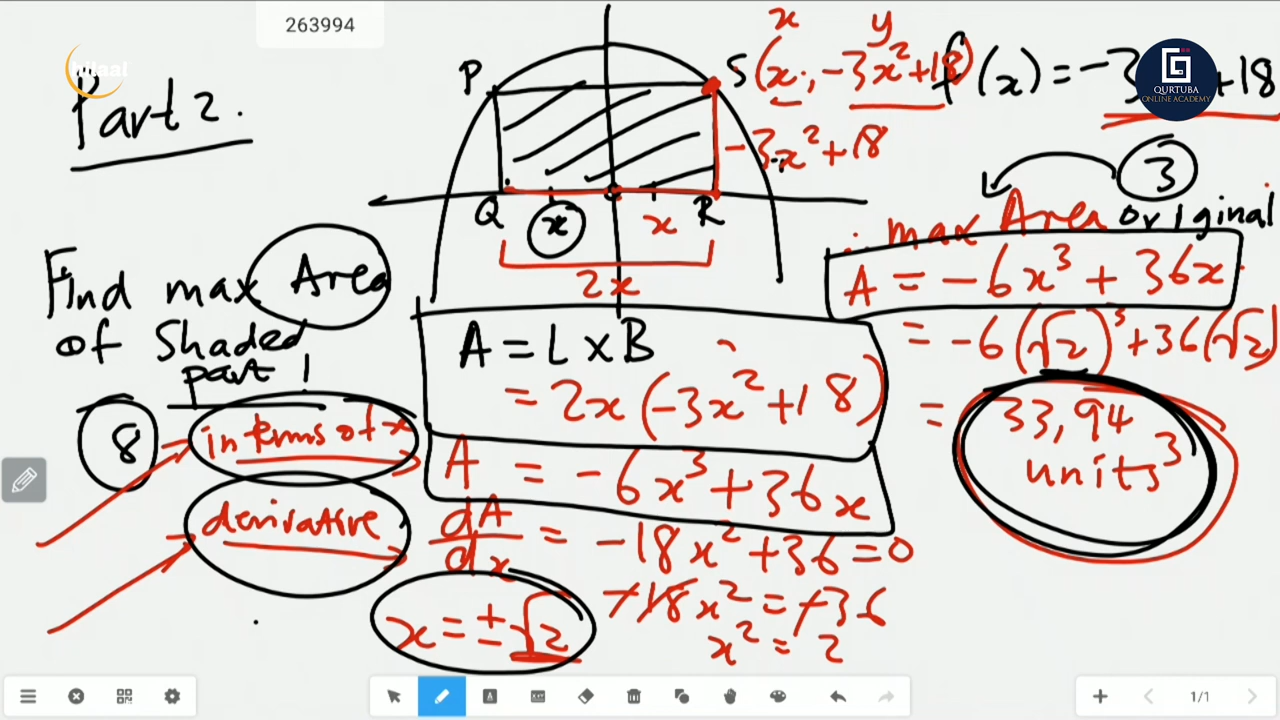 263994
hilaal
Part 2.
P
S (x; -3x²+18)
x
y
f(x) = -3 +18
QURTUBA
ONLINE ACADEMY
-3x²+18
3
Q
x
x
R
2x
∴ max Area original
A = -6x³ + 36x
= -6(√2)³+36(√2)
= 33,94
units³
Find max Area
of Shaded
part !
8
in terms of x
derivative
A = L x B
= 2x (-3x²+18)
A = -6x³+36x
dA/dx = -18x²+36=0
-18x² = -36
x² = 2
x = ±√2
1/1